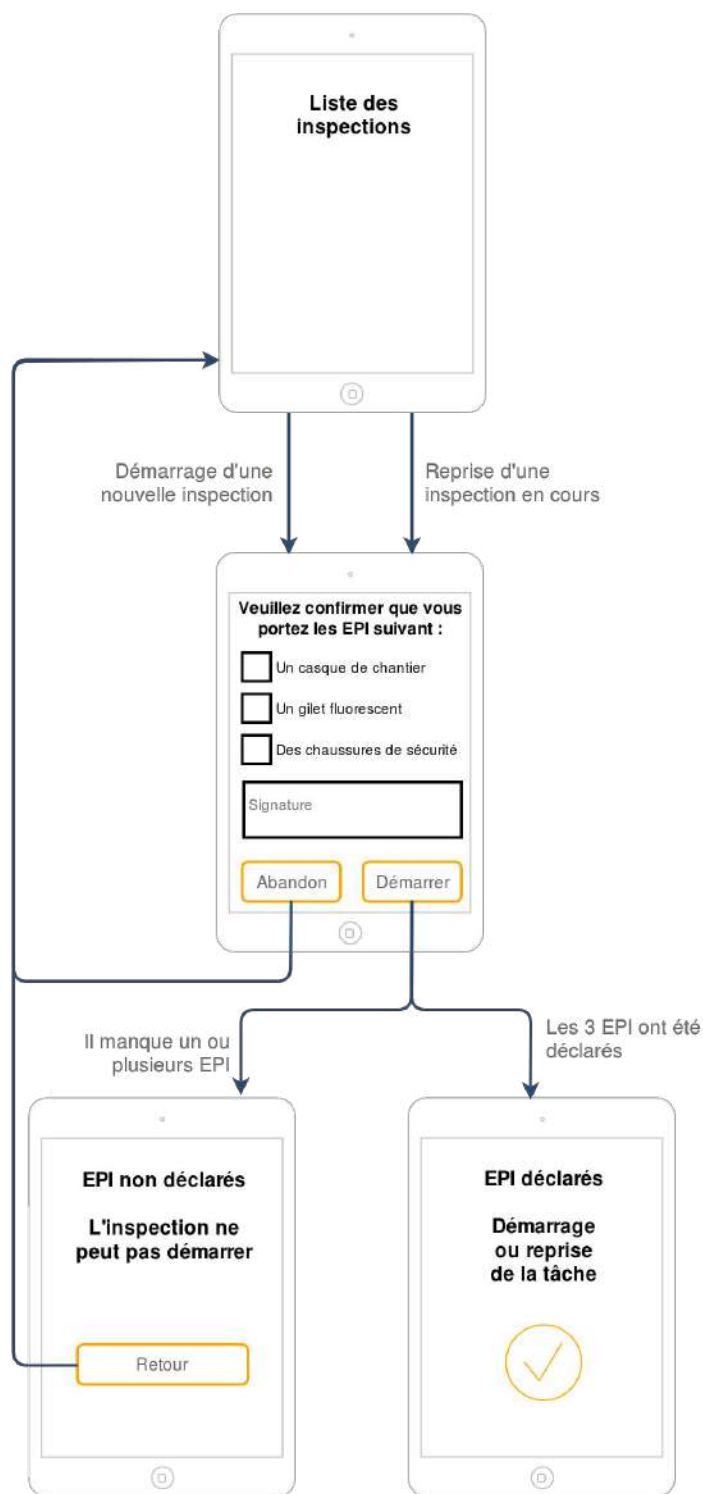 Liste des
inspections
Démarrage d'une
nouvelle inspection
Reprise d'une
inspection en cours
Veuillez confirmer que vous
portez les EPI suivant :
Un casque de chantier
Un gilet fluorescent
Des chaussures de sécurité
Signature
Abandon
Démarrer
Il manque un ou
plusieurs EPI
Les 3 EPI ont été
déclarés
EPI non déclarés
L'inspection ne
peut pas démarrer
Retour
EPI déclarés
Démarrage
ou reprise
de la tâche